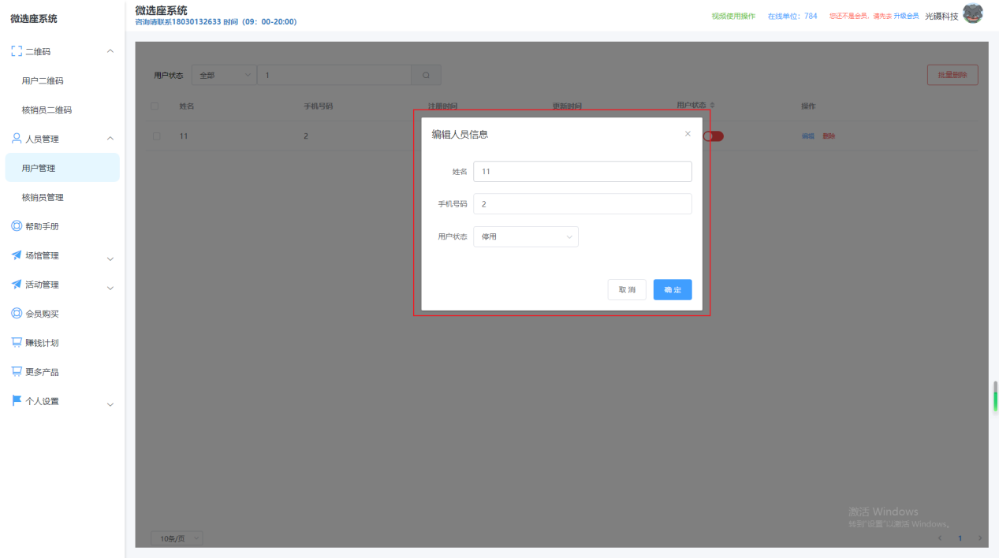 微选座系统
微选座系统
咨询请联系18030132633 时间（09：00-20:00）
视频使用操作 在线单位：784 您还不是会员，请先去 升级会员 光镊科技
二维码
用户二维码
核销员二维码
人员管理
用户管理
核销员管理
帮助手册
场馆管理
活动管理
会员购买
赚钱计划
更多产品
个人设置
用户状态 全部 1 批量删除
姓名 手机号码 注册时间 更新时间 用户状态 操作
11 2 编辑 删除
编辑人员信息
姓名 11
手机号码 2
用户状态 停用
取 消 确 定
激活 Windows
转到"设置"以激活 Windows。
10条/页 1